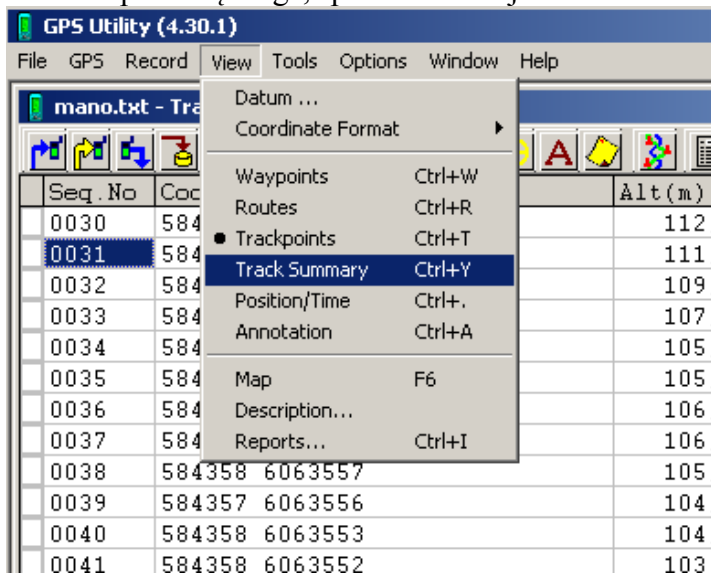 GPS Utility (4.30.1)
File GPS Record View Tools Options Window Help
mano.txt - Tra
Datum ...
Coordinate Format
Waypoints Ctrl+W
Routes Ctrl+R
Trackpoints Ctrl+T
Track Summary Ctrl+Y
Position/Time Ctrl+.
Annotation Ctrl+A
Map F6
Description...
Reports... Ctrl+I
A
Seq.No Coo Alt(m)
0030 584 112
0031 584 111
0032 584 109
0033 584 107
0034 584 105
0035 584 105
0036 584 106
0037 584 106
0038 584358 6063557 105
0039 584357 6063556 104
0040 584358 6063553 104
0041 584358 6063552 103